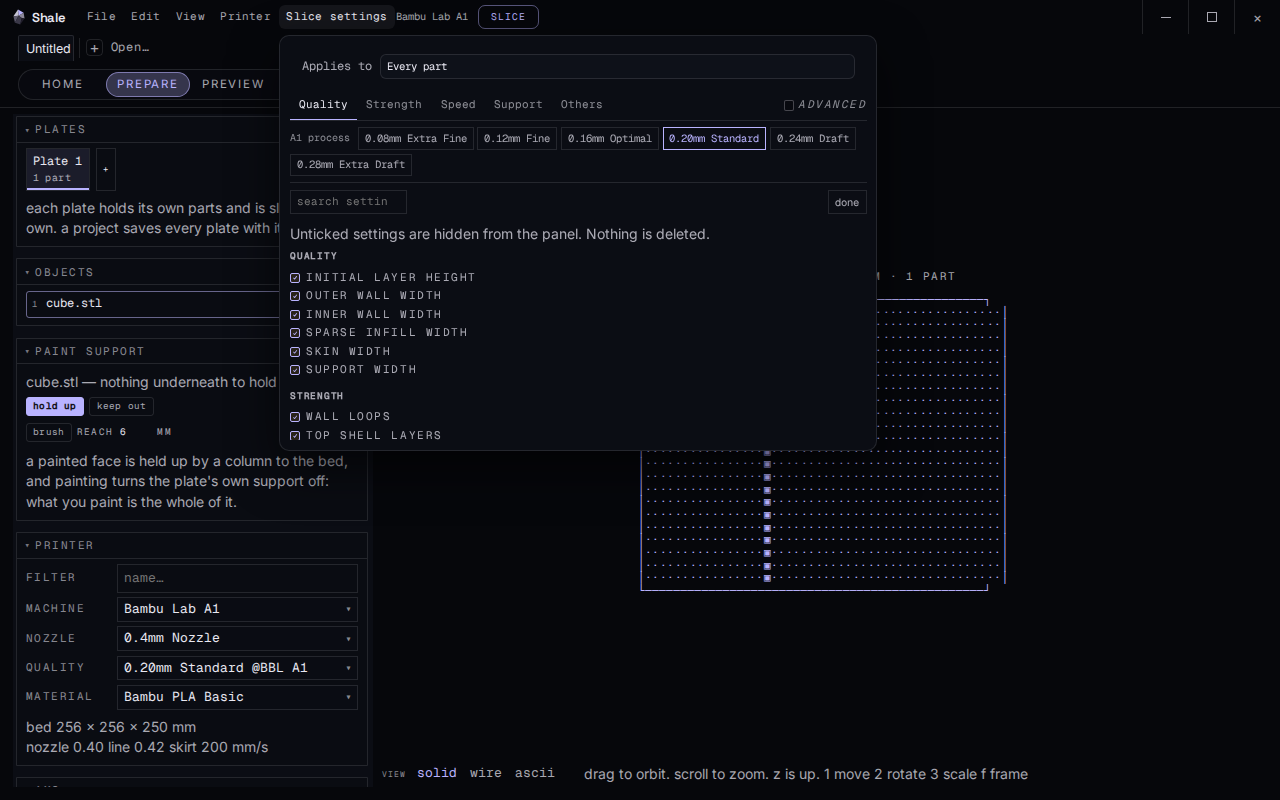 Shale File Edit View Printer Slice settings Bambu Lab A1 SLICE
Untitled + Open…
HOME PREPARE PREVIEW
Applies to Every part
Quality Strength Speed Support Others ADVANCED
A1 process 0.08mm Extra Fine 0.12mm Fine 0.16mm Optimal 0.20mm Standard 0.24mm Draft
0.28mm Extra Draft
search settin done
Unticked settings are hidden from the panel. Nothing is deleted.
QUALITY
INITIAL LAYER HEIGHT
OUTER WALL WIDTH
INNER WALL WIDTH
SPARSE INFILL WIDTH
SKIN WIDTH
SUPPORT WIDTH
STRENGTH
WALL LOOPS
TOP SHELL LAYERS
PLATES
Plate 1
1 part
+
each plate holds its own parts and is
own. a project saves every plate with
OBJECTS
1 cube.stl
PAINT SUPPORT
cube.stl — nothing underneath to hold
hold up keep out
brush REACH 6 MM
a painted face is held up by a column to the bed,
and painting turns the plate's own support off:
what you paint is the whole of it.
PRINTER
FILTER name…
MACHINE Bambu Lab A1
NOZZLE 0.4mm Nozzle
QUALITY 0.20mm Standard @BBL A1
MATERIAL Bambu PLA Basic
bed 256 × 256 × 250 mm
nozzle 0.40 line 0.42 skirt 200 mm/s
· 1 PART
VIEW solid wire ascii drag to orbit. scroll to zoom. z is up. 1 move 2 rotate 3 scale f frame